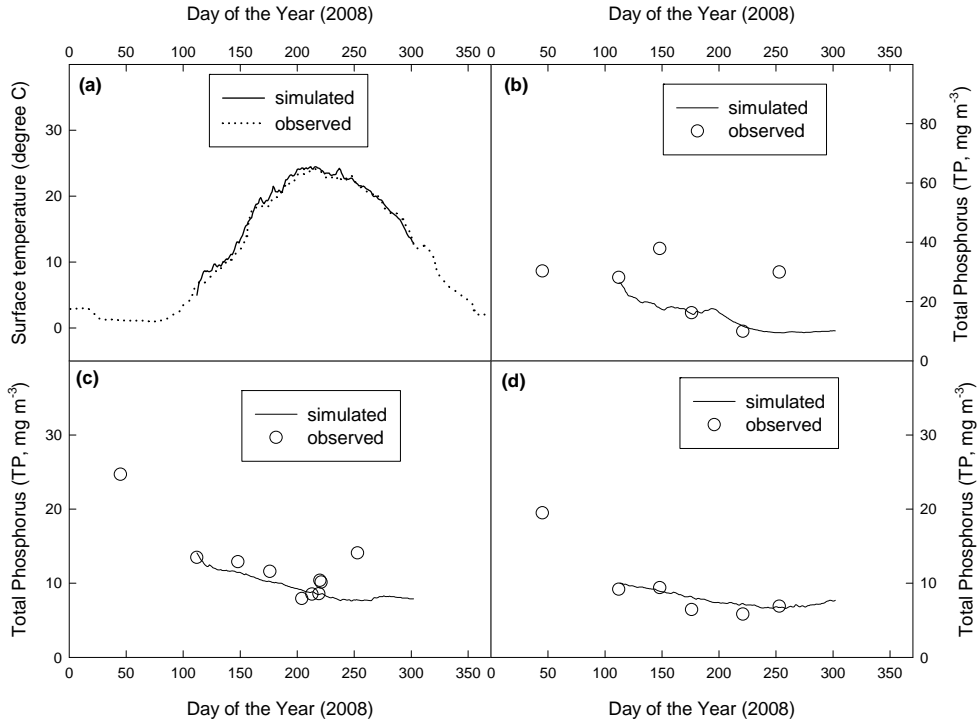 Day of the Year (2008)
Day of the Year (2008)
0 50 100 150 200 250 300
0 50 100 150 200 250 300 350
Surface temperature (degree C)
30
20
10
0
(a)
simulated
observed
(b)
simulated
observed
80
60
40
20
0
Total Phosphorus (TP, mg m-3)
Total Phosphorus (TP, mg m-3)
30
20
10
0
(c)
simulated
observed
(d)
simulated
observed
30
20
10
0
Total Phosphorus (TP, mg m-3)
0 50 100 150 200 250 300
0 50 100 150 200 250 300 350
Day of the Year (2008)
Day of the Year (2008)